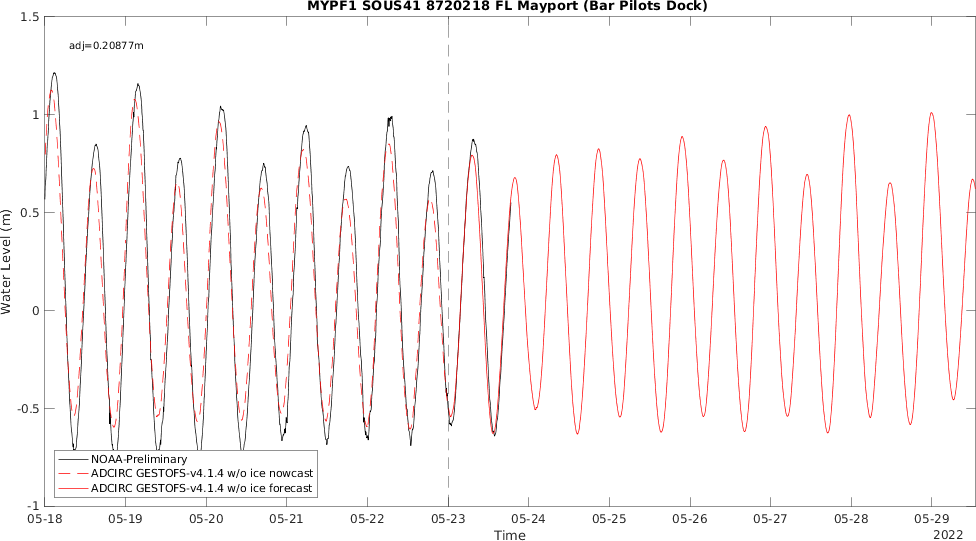 MYPF1 SOUS41 8720218 FL Mayport (Bar Pilots Dock)
1.5
adj=0.20877m
1
0.5
Water Level (m)
0
-0.5
NOAA-Preliminary
ADCIRC GESTOFS-v4.1.4 w/o ice nowcast
ADCIRC GESTOFS-v4.1.4 w/o ice forecast
-1
05-18 05-19 05-20 05-21 05-22 05-23 05-24 05-25 05-26 05-27 05-28 05-29
Time
2022